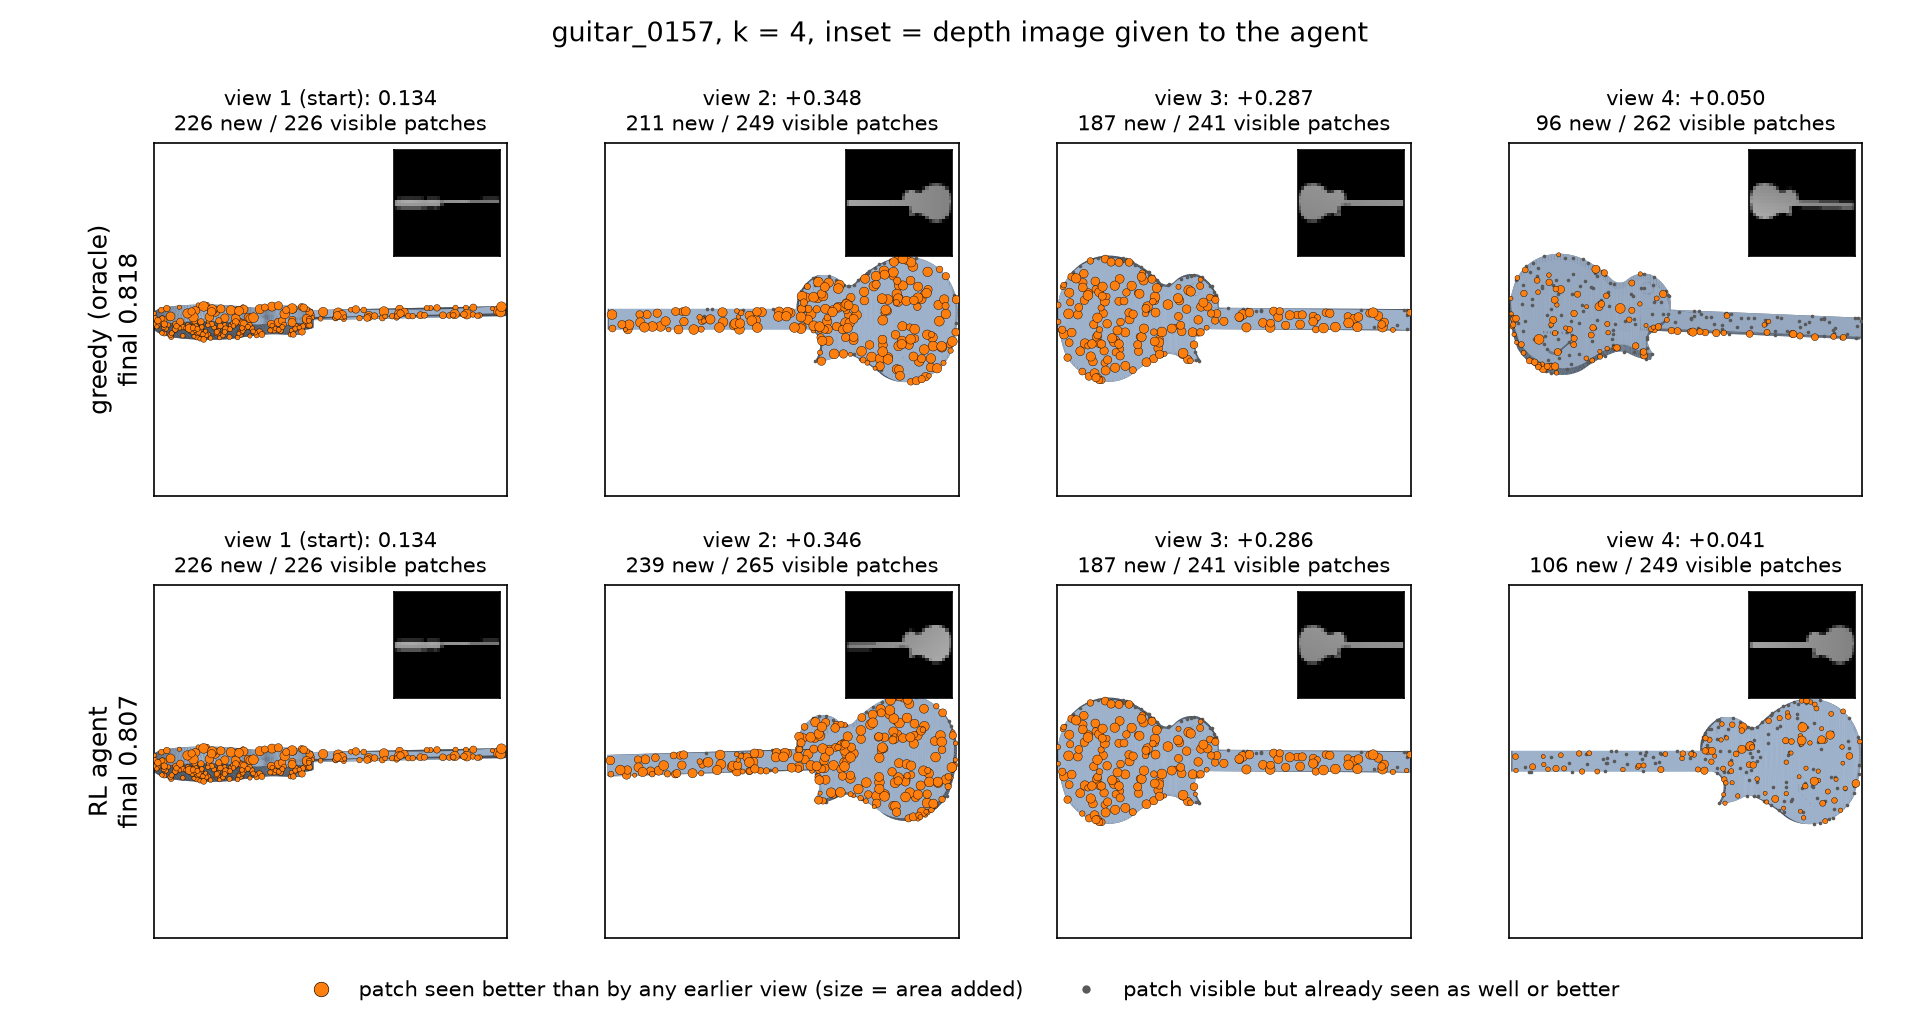 guitar_0157, k = 4, inset = depth image given to the agent
view 1 (start): 0.134
226 new / 226 visible patches
view 2: +0.348
211 new / 249 visible patches
view 3: +0.287
187 new / 241 visible patches
view 4: +0.050
96 new / 262 visible patches
greedy (oracle)
final 0.818
view 1 (start): 0.134
226 new / 226 visible patches
view 2: +0.346
239 new / 265 visible patches
view 3: +0.286
187 new / 241 visible patches
view 4: +0.041
106 new / 249 visible patches
RL agent
final 0.807
patch seen better than by any earlier view (size = area added)
patch visible but already seen as well or better